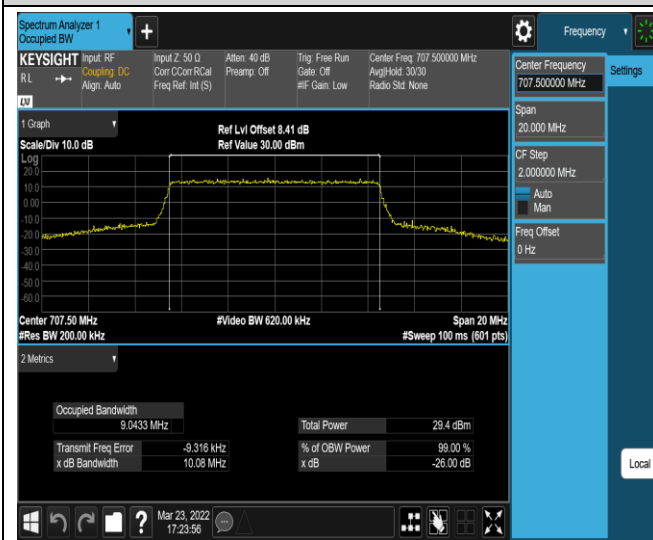 Spectrum Analyzer 1
Occupied BW
+
Frequency
KEYSIGHT
RL
LXI
Input: RF
Coupling: DC
Align: Auto
Input Z: 50 Ω
Corr CCorr RCal
Freq Ref: Int (S)
Atten: 40 dB
Preamp: Off
Trig: Free Run
Gate: Off
#IF Gain: Low
Center Freq: 707.500000 MHz
Avg|Hold: 30/30
Radio Std: None
Center Frequency
707.500000 MHz
Settings
Span
20.000 MHz
CF Step
2.000000 MHz
Auto
Man
Freq Offset
0 Hz
Local
1 Graph
Scale/Div 10.0 dB
Ref Lvl Offset 8.41 dB
Ref Value 30.00 dBm
Log
20.0
10.0
0.00
-10.0
-20.0
-30.0
-40.0
-50.0
-60.0
Center 707.50 MHz
#Video BW 620.00 kHz
Span 20 MHz
#Res BW 200.00 kHz
#Sweep 100 ms (601 pts)
2 Metrics
Occupied Bandwidth
9.0433 MHz
Total Power 29.4 dBm
Transmit Freq Error -9.316 kHz
% of OBW Power 99.00 %
x dB Bandwidth 10.08 MHz
x dB -26.00 dB
?
Mar 23, 2022
17:23:56